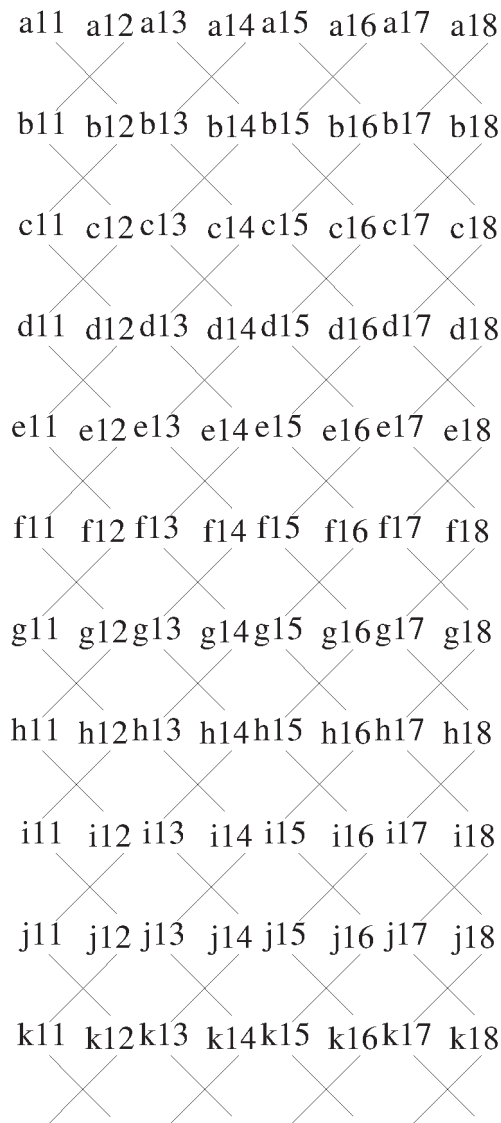 a11 a12 a13 a14 a15 a16 a17 a18
b11 b12 b13 b14 b15 b16 b17 b18
c11 c12 c13 c14 c15 c16 c17 c18
d11 d12 d13 d14 d15 d16 d17 d18
e11 e12 e13 e14 e15 e16 e17 e18
f11 f12 f13 f14 f15 f16 f17 f18
g11 g12 g13 g14 g15 g16 g17 g18
h11 h12 h13 h14 h15 h16 h17 h18
i11 i12 i13 i14 i15 i16 i17 i18
j11 j12 j13 j14 j15 j16 j17 j18
k11 k12 k13 k14 k15 k16 k17 k18